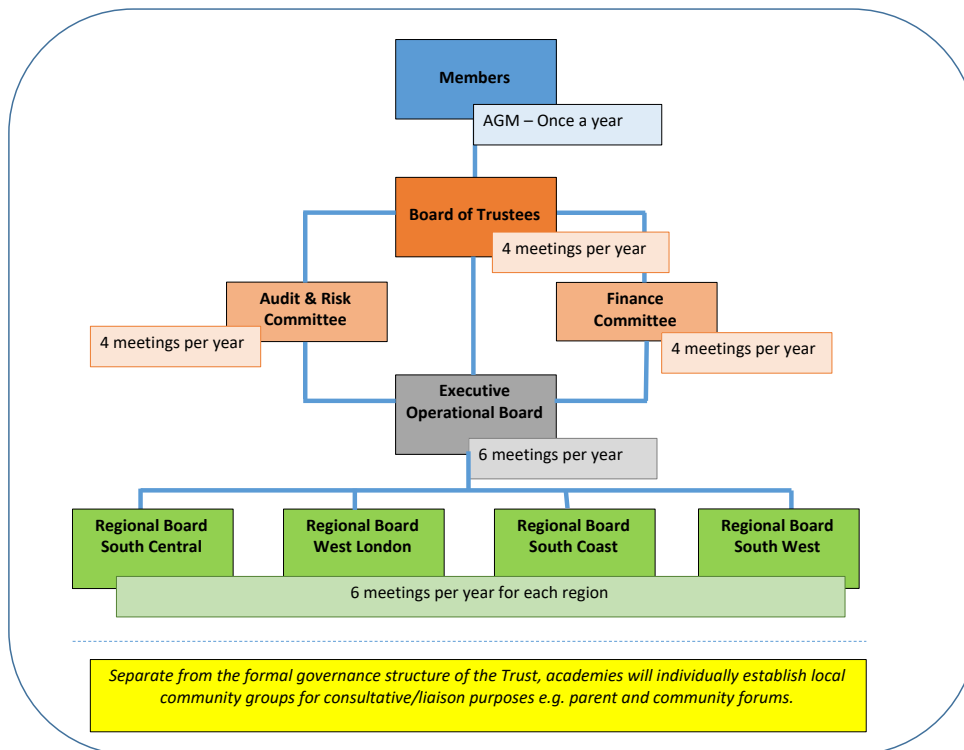 Members
AGM – Once a year
Board of Trustees
4 meetings per year
Audit & Risk
Committee
4 meetings per year
Finance
Committee
4 meetings per year
Executive
Operational Board
6 meetings per year
Regional Board
South Central
Regional Board
West London
Regional Board
South Coast
Regional Board
South West
6 meetings per year for each region
Separate from the formal governance structure of the Trust, academies will individually establish local
community groups for consultative/liaison purposes e.g. parent and community forums.